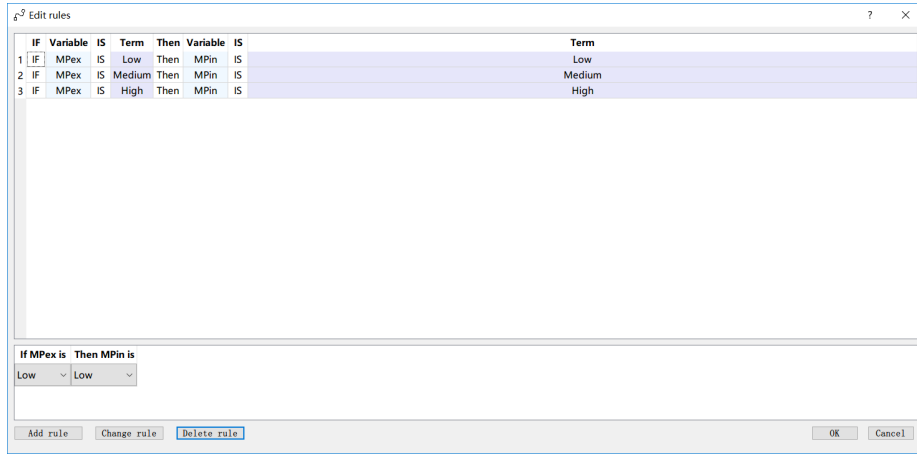 Edit rules ? ×
IF Variable IS Term Then Variable IS Term
1 IF MPex IS Low Then MPin IS Low
2 IF MPex IS Medium Then MPin IS Medium
3 IF MPex IS High Then MPin IS High
If MPex is Then MPin is
Low Low
Add rule Change rule Delete rule OK Cancel